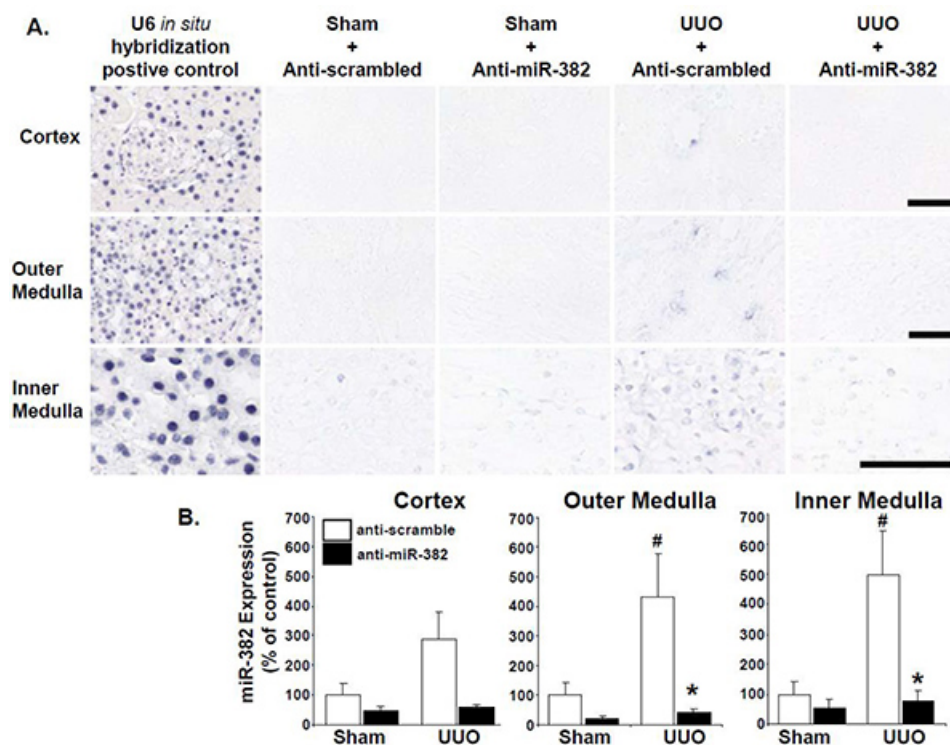 A.
U6 in situ
hybridization
postive control
Sham
+
Anti-scrambled
Sham
+
Anti-miR-382
UUO
+
Anti-scrambled
UUO
+
Anti-miR-382
Cortex
Outer
Medulla
Inner
Medulla
B.
miR-382 Expression
(% of control)
Cortex
700
600
500
400
300
200
100
0
anti-scramble
anti-miR-382
Sham
UUO
Outer Medulla
700
600
500
400
300
200
100
0
#
*
Sham
UUO
Inner Medulla
700
600
500
400
300
200
100
0
#
*
Sham
UUO